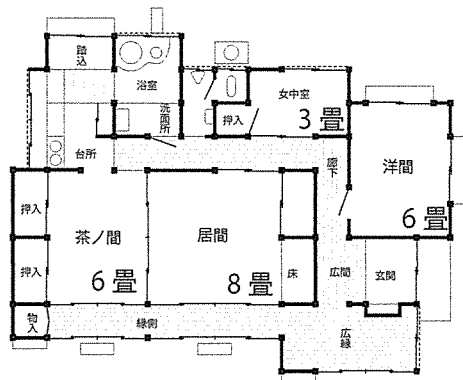 踏込
浴室
洗面所
女中室
押入
3 畳
台所
廊下
洋間
6 畳
押入
茶ノ間
6 畳
居間
8 畳
押入
床
広間
玄関
物入
縁側
広縁